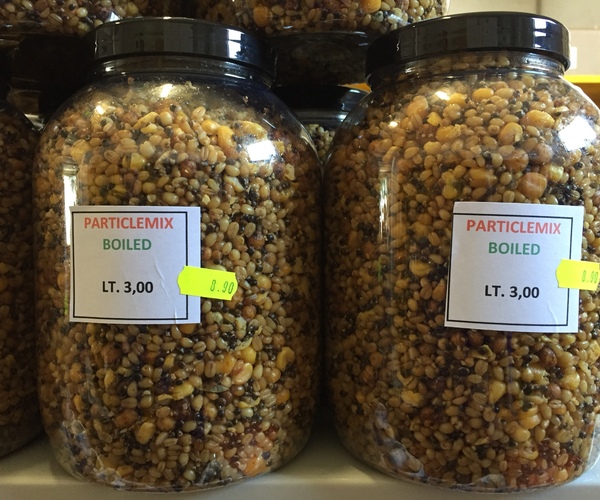 PARTICLEMIX
BOILED
LT. 3,00
8.90
PARTICLEMIX
BOILED
LT. 3,00
8.90